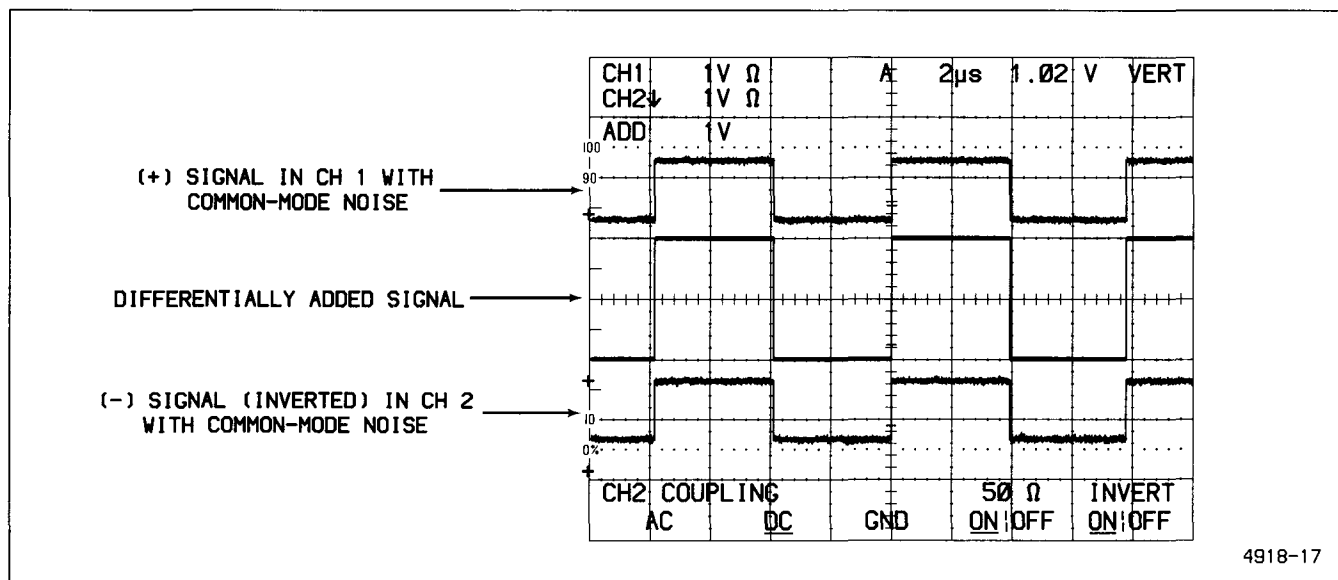 CH1 1V Ω A 2µs 1.02 V VERT
CH2↓ 1V Ω
ADD 1V
100
90
(+) SIGNAL IN CH 1 WITH
COMMON-MODE NOISE
DIFFERENTIALLY ADDED SIGNAL
(-) SIGNAL (INVERTED) IN CH 2
WITH COMMON-MODE NOISE
10
0%
CH2 COUPLING 50 Ω INVERT
AC DC GND ON¦OFF ON¦OFF
4918-17